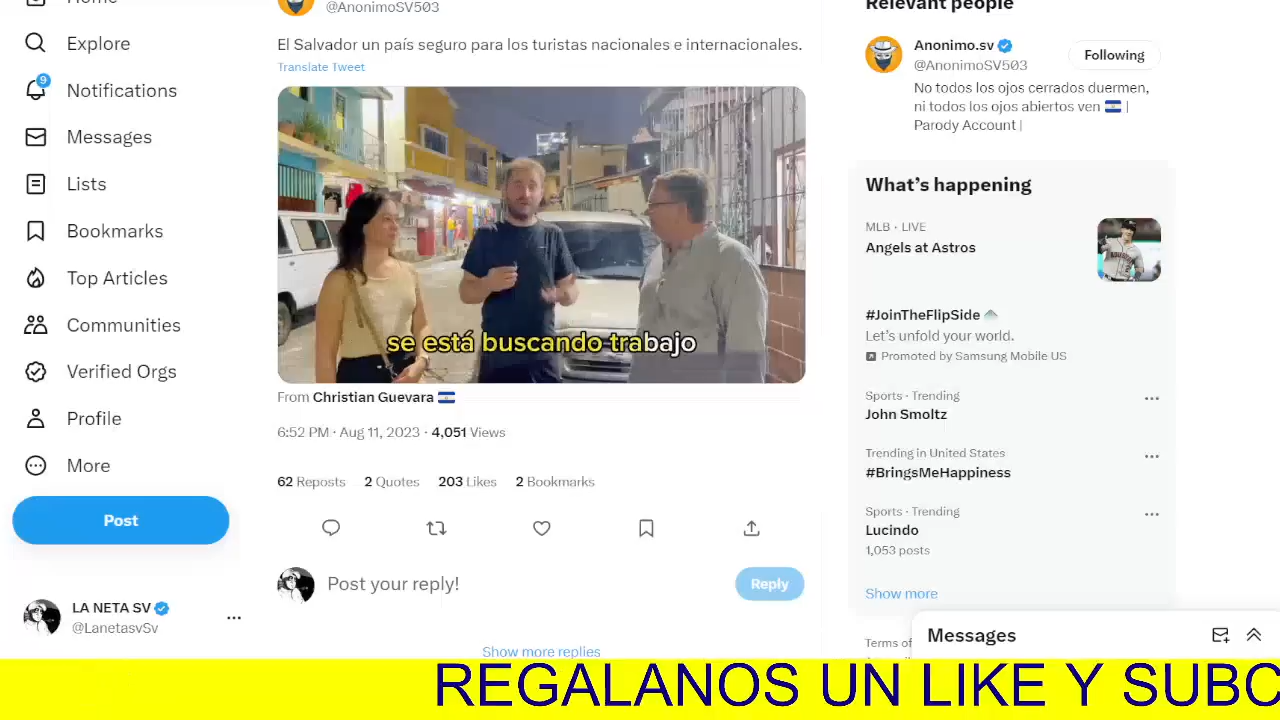 Home
Explore
9
Notifications
Messages
Lists
Bookmarks
Top Articles
Communities
Verified Orgs
Profile
More
Post
LA NETA SV
@LanetasvSv
@AnonimoSV503
El Salvador un país seguro para los turistas nacionales e internacionales.
Translate Tweet
se está buscando trabajo
From Christian Guevara
6:52 PM · Aug 11, 2023 · 4,051 Views
62 Reposts 2 Quotes 203 Likes 2 Bookmarks
Post your reply!
Reply
Show more replies
Relevant people
Anonimo.sv
@AnonimoSV503
Following
No todos los ojos cerrados duermen,
ni todos los ojos abiertos ven |
Parody Account |
What's happening
MLB · LIVE
Angels at Astros
#JoinTheFlipSide
Let's unfold your world.
Promoted by Samsung Mobile US
Sports · Trending
John Smoltz
Trending in United States
#BringsMeHappiness
Sports · Trending
Lucindo
1,053 posts
Show more
Terms of
Messages
REGALANOS UN LIKE Y SUBC